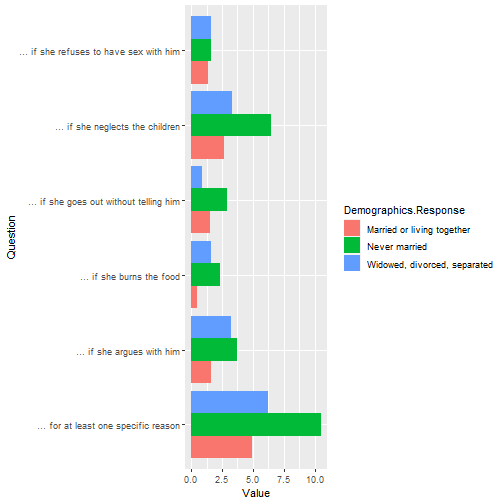 ... if she refuses to have sex with him
... if she neglects the children
... if she goes out without telling him
... if she burns the food
... if she argues with him
... for at least one specific reason
Question
0.0 2.5 5.0 7.5 10.0
Value
Demographics.Response
Married or living together
Never married
Widowed, divorced, separated